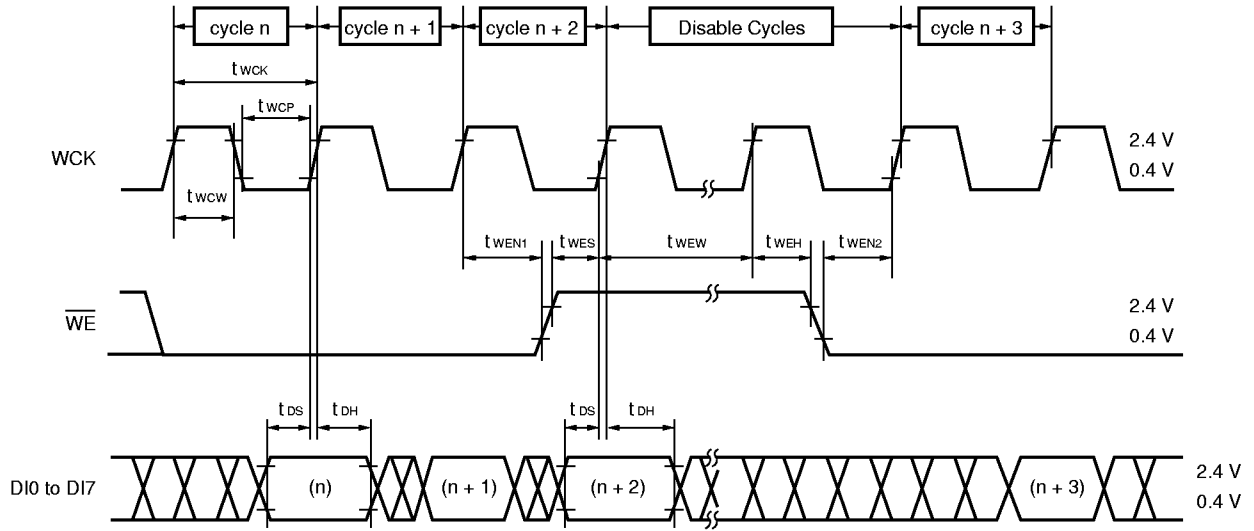 cycle n
cycle n + 1
cycle n + 2
Disable Cycles
cycle n + 3
tWCK
tWCP
WCK
2.4 V
0.4 V
tWCW
tWEN1
tWES
tWEW
tWEH
tWEN2
WE
2.4 V
0.4 V
tDS
tDH
tDS
tDH
DI0 to DI7
(n)
(n + 1)
(n + 2)
(n + 3)
2.4 V
0.4 V